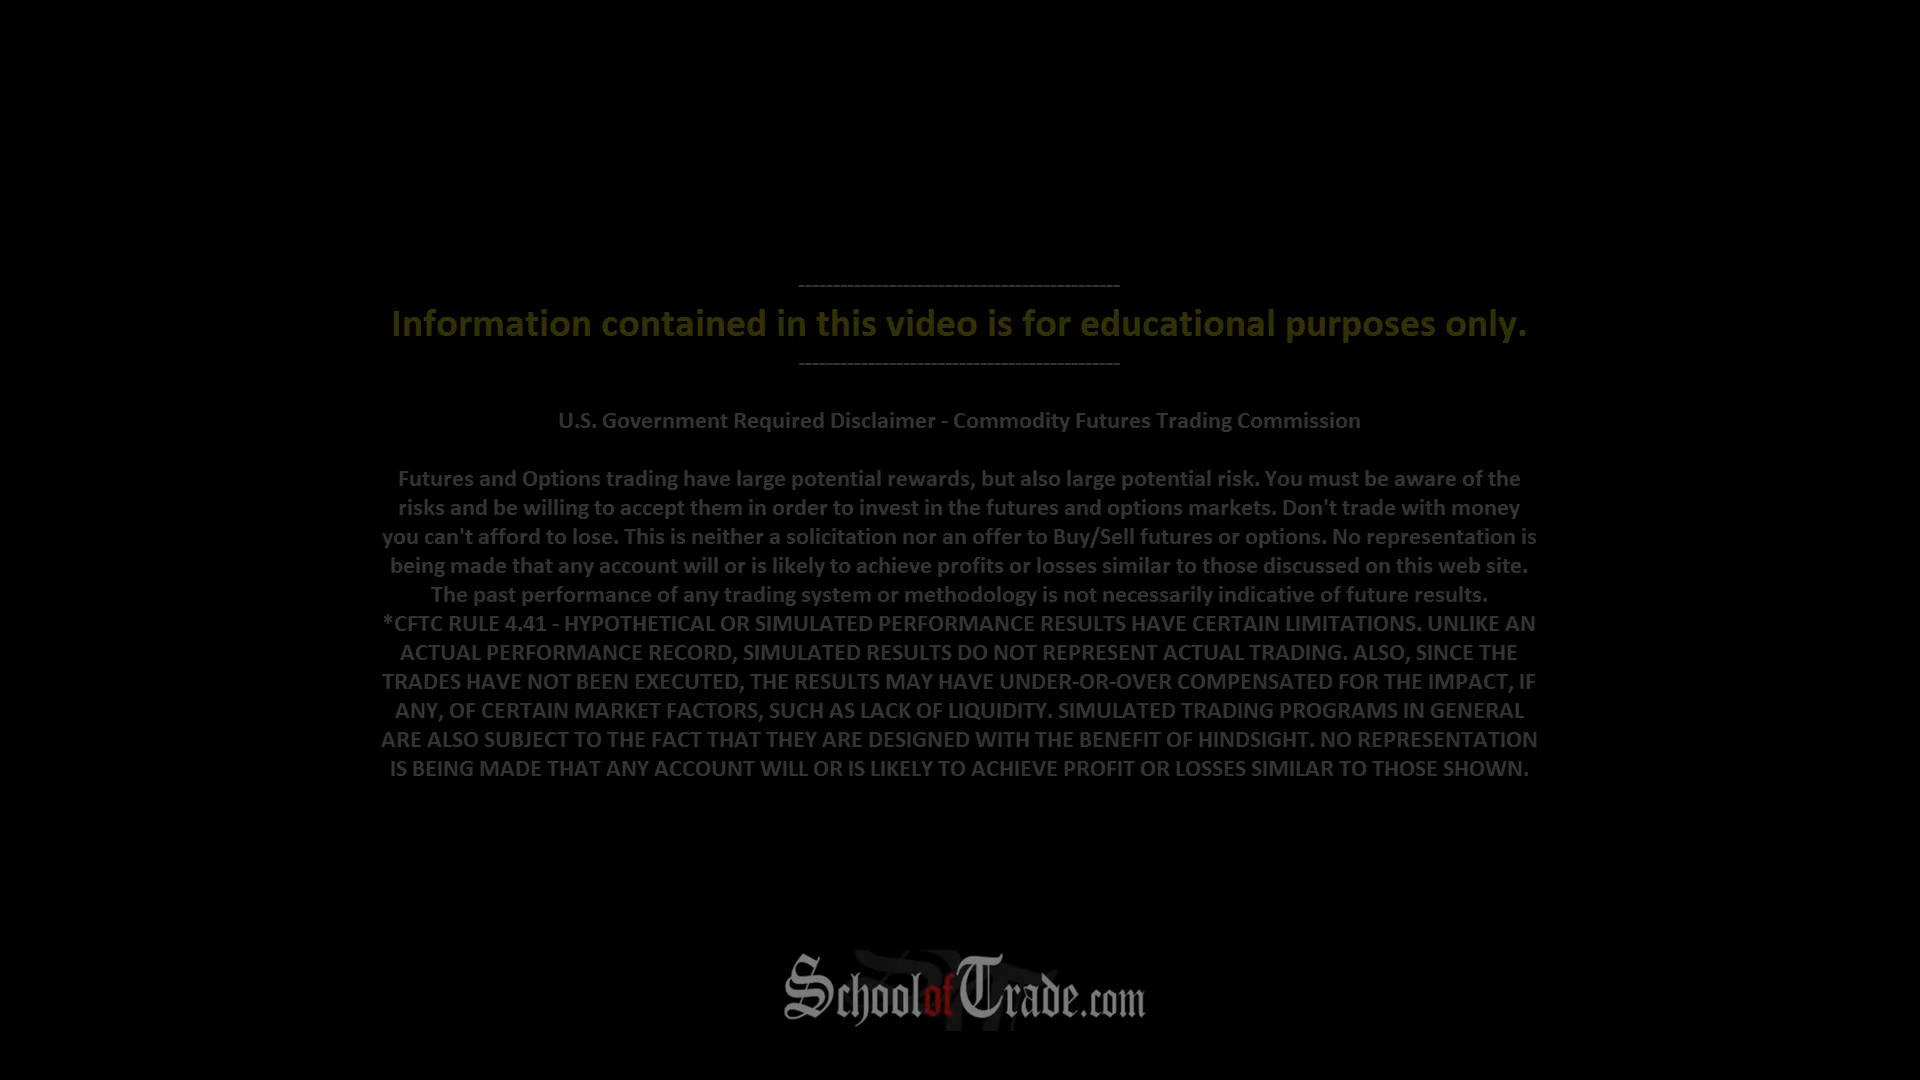 ----------------------------------------------
Information contained in this video is for educational purposes only.
----------------------------------------------
U.S. Government Required Disclaimer - Commodity Futures Trading Commission
Futures and Options trading have large potential rewards, but also large potential risk. You must be aware of the
risks and be willing to accept them in order to invest in the futures and options markets. Don't trade with money
you can't afford to lose. This is neither a solicitation nor an offer to Buy/Sell futures or options. No representation is
being made that any account will or is likely to achieve profits or losses similar to those discussed on this web site.
The past performance of any trading system or methodology is not necessarily indicative of future results.
*CFTC RULE 4.41 - HYPOTHETICAL OR SIMULATED PERFORMANCE RESULTS HAVE CERTAIN LIMITATIONS. UNLIKE AN
ACTUAL PERFORMANCE RECORD, SIMULATED RESULTS DO NOT REPRESENT ACTUAL TRADING. ALSO, SINCE THE
TRADES HAVE NOT BEEN EXECUTED, THE RESULTS MAY HAVE UNDER-OR-OVER COMPENSATED FOR THE IMPACT, IF
ANY, OF CERTAIN MARKET FACTORS, SUCH AS LACK OF LIQUIDITY. SIMULATED TRADING PROGRAMS IN GENERAL
ARE ALSO SUBJECT TO THE FACT THAT THEY ARE DESIGNED WITH THE BENEFIT OF HINDSIGHT. NO REPRESENTATION
IS BEING MADE THAT ANY ACCOUNT WILL OR IS LIKELY TO ACHIEVE PROFIT OR LOSSES SIMILAR TO THOSE SHOWN.
SchoolofTrade.com